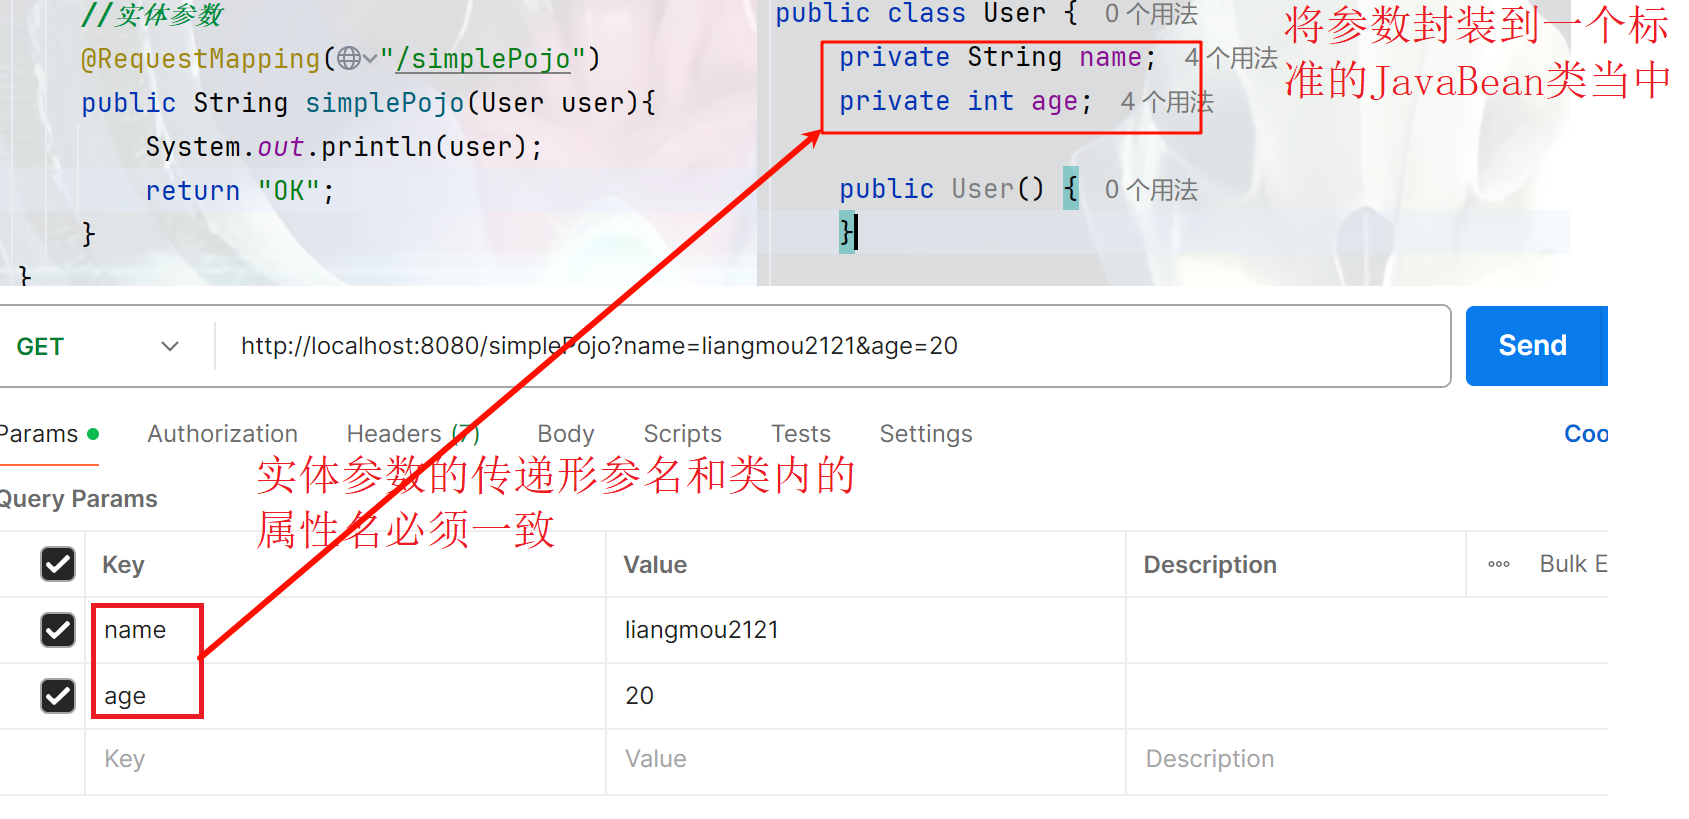 //实体参数
@RequestMapping("/simplePojo")
public String simplePojo(User user){
System.out.println(user);
return "OK";
}
}
public class User { 0 个用法
private String name; 4 个用法
private int age; 4 个用法
public User() { 0 个用法
}
将参数封装到一个标
准的JavaBean类当中
GET http://localhost:8080/simplePojo?name=liangmou2121&age=20 Send
Params Authorization Headers (7) Body Scripts Tests Settings Coo
实体参数的传递形参名和类内的
属性名必须一致
Query Params
Key Value Description Bulk E
name liangmou2121
age 20
Key Value Description